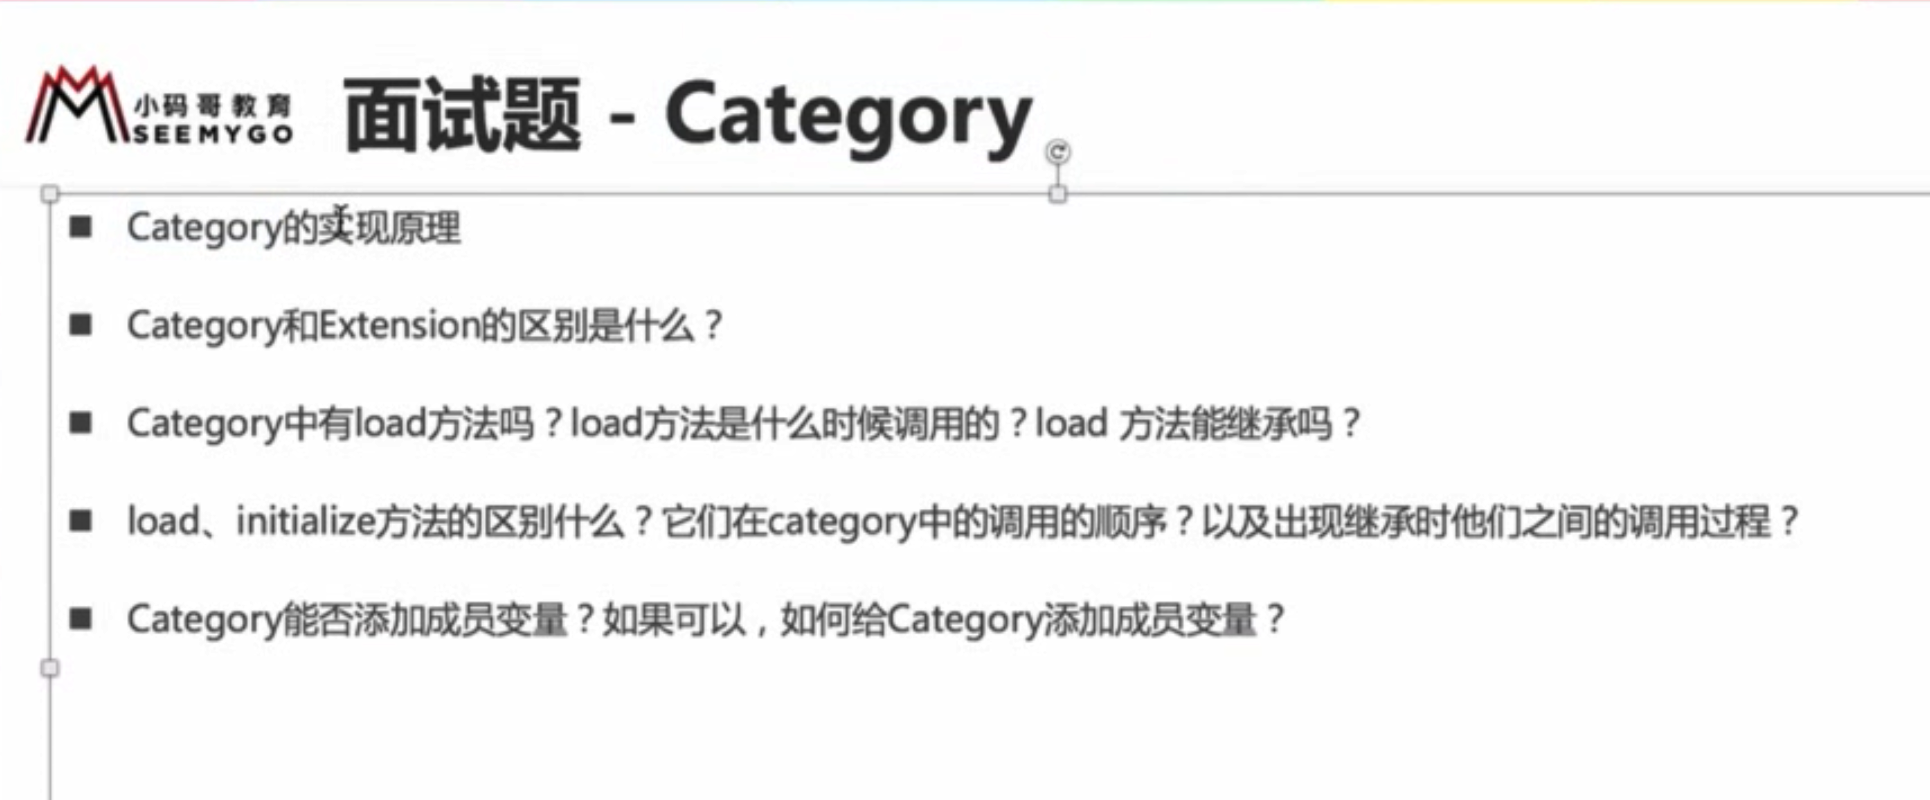 小码哥教育
SEEMYGO
面试题 - Category
Category的实现原理
Category和Extension的区别是什么？
Category中有load方法吗？load方法是什么时候调用的？load 方法能继承吗？
load、initialize方法的区别什么？它们在category中的调用的顺序？以及出现继承时他们之间的调用过程？
Category能否添加成员变量？如果可以，如何给Category添加成员变量？